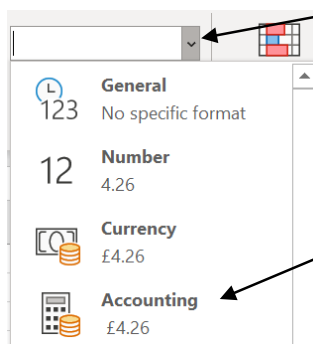 123
General
No specific format
12
Number
4.26
Currency
£4.26
Accounting
£4.26